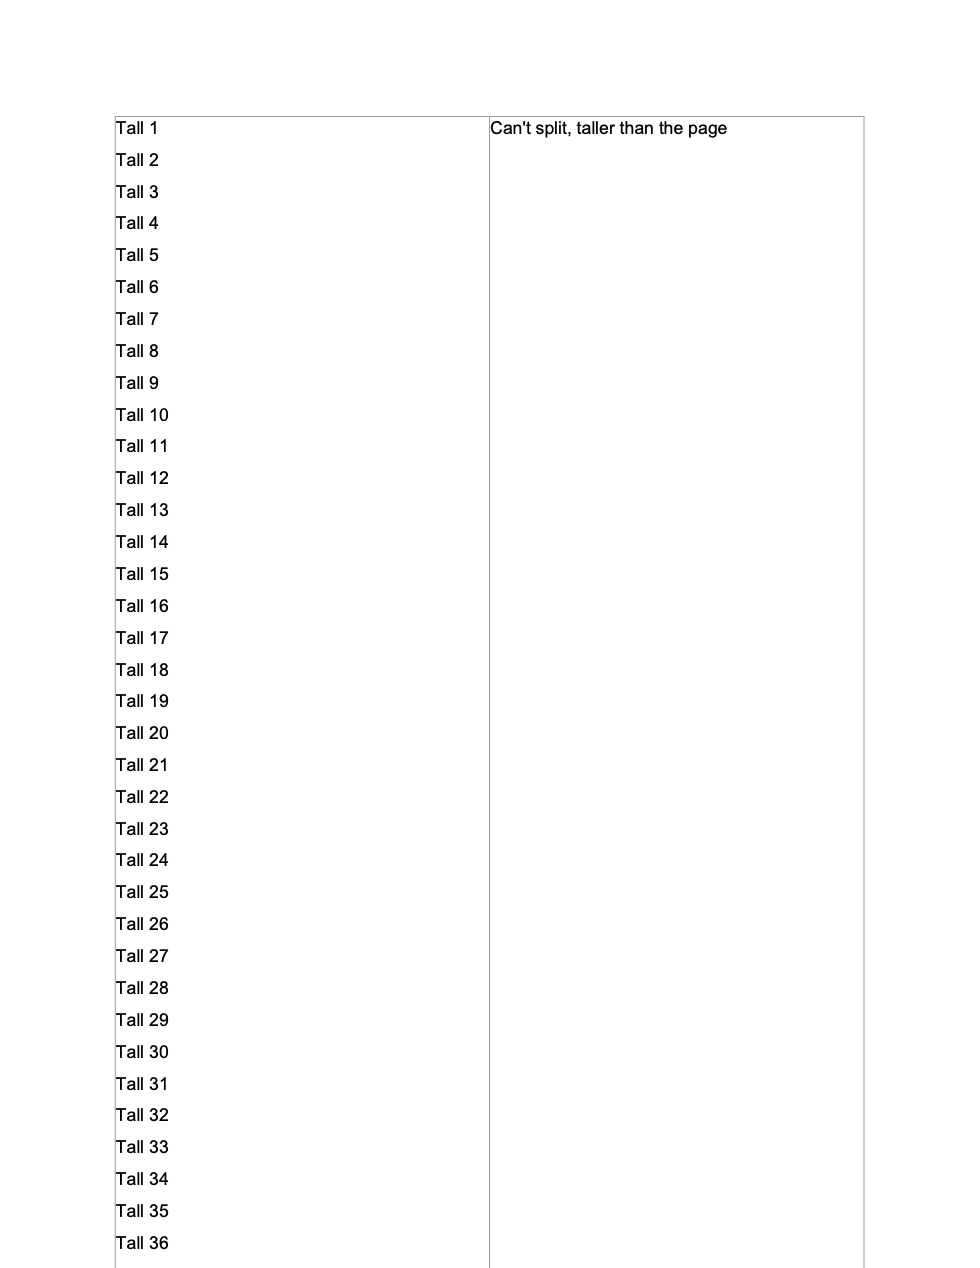 Tall 1
Can't split, taller than the page
Tall 2
Tall 3
Tall 4
Tall 5
Tall 6
Tall 7
Tall 8
Tall 9
Tall 10
Tall 11
Tall 12
Tall 13
Tall 14
Tall 15
Tall 16
Tall 17
Tall 18
Tall 19
Tall 20
Tall 21
Tall 22
Tall 23
Tall 24
Tall 25
Tall 26
Tall 27
Tall 28
Tall 29
Tall 30
Tall 31
Tall 32
Tall 33
Tall 34
Tall 35
Tall 36